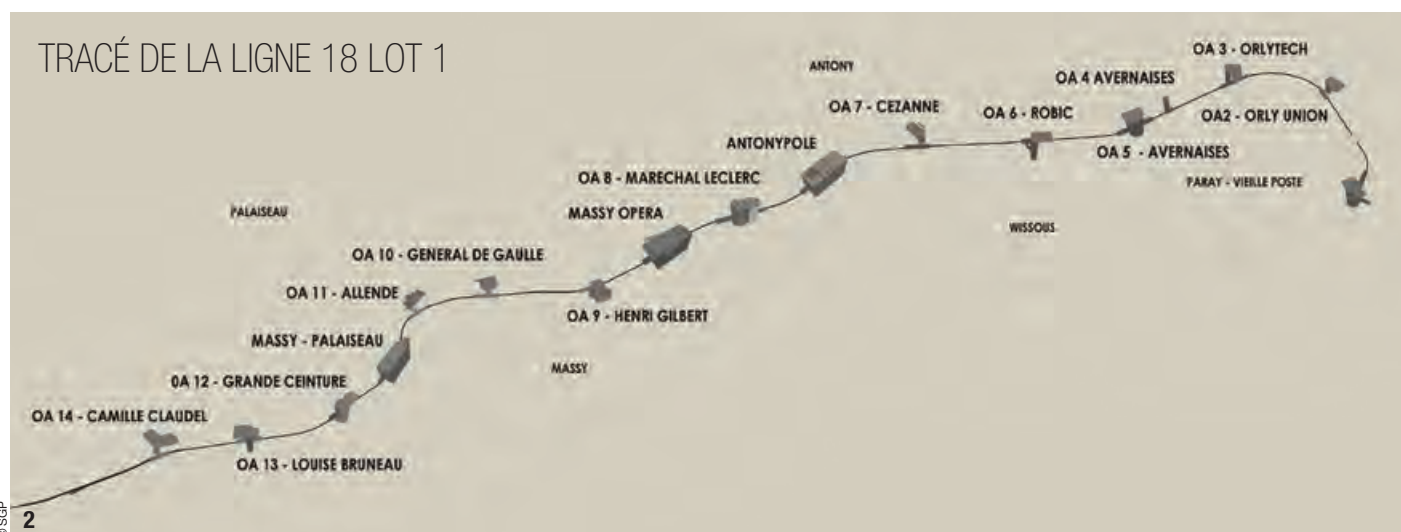 TRACÉ DE LA LIGNE 18 LOT 1
OA 3 - ORLYTECH
ANTONY
OA 4 AVERNAISES
OA 7 - CEZANNE
OA 6 - ROBIC
OA2 - ORLY UNION
ANTONYPOLE
OA 5 - AVERNAISES
OA 8 - MARECHAL LECLERC
PARAY - VIEILLE POSTE
PALAISEAU
MASSY OPERA
WISSOUS
OA 10 - GENERAL DE GAULLE
OA 11 - ALLENDE
OA 9 - HENRI GILBERT
MASSY - PALAISEAU
MASSY
0A 12 - GRANDE CEINTURE
OA 14 - CAMILLE CLAUDEL
OA 13 - LOUISE BRUNEAU
© SGP
2